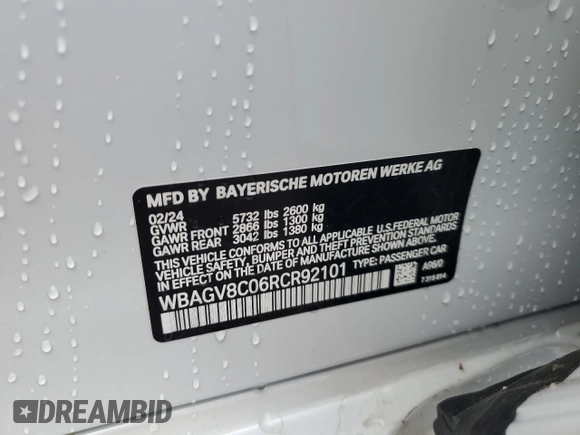 MFD BY BAYERISCHE MOTOREN WERKE AG
02/24
GVWR 5732 lbs 2600 kg
GAWR FRONT 2866 lbs 1300 kg
GAWR REAR 3042 lbs 1380 kg
THIS VEHICLE CONFORMS TO ALL APPLICABLE U.S.FEDERAL MOTOR
VEHICLE SAFETY, BUMPER, AND THEFT PREVENTION STANDARDS
IN EFFECT ON THE DATE OF MANUFACTURE SHOWN ABOVE.
WBAGV8C06RCR92101 TYPE: PASSENGER CAR
A96/0
DREAMBID